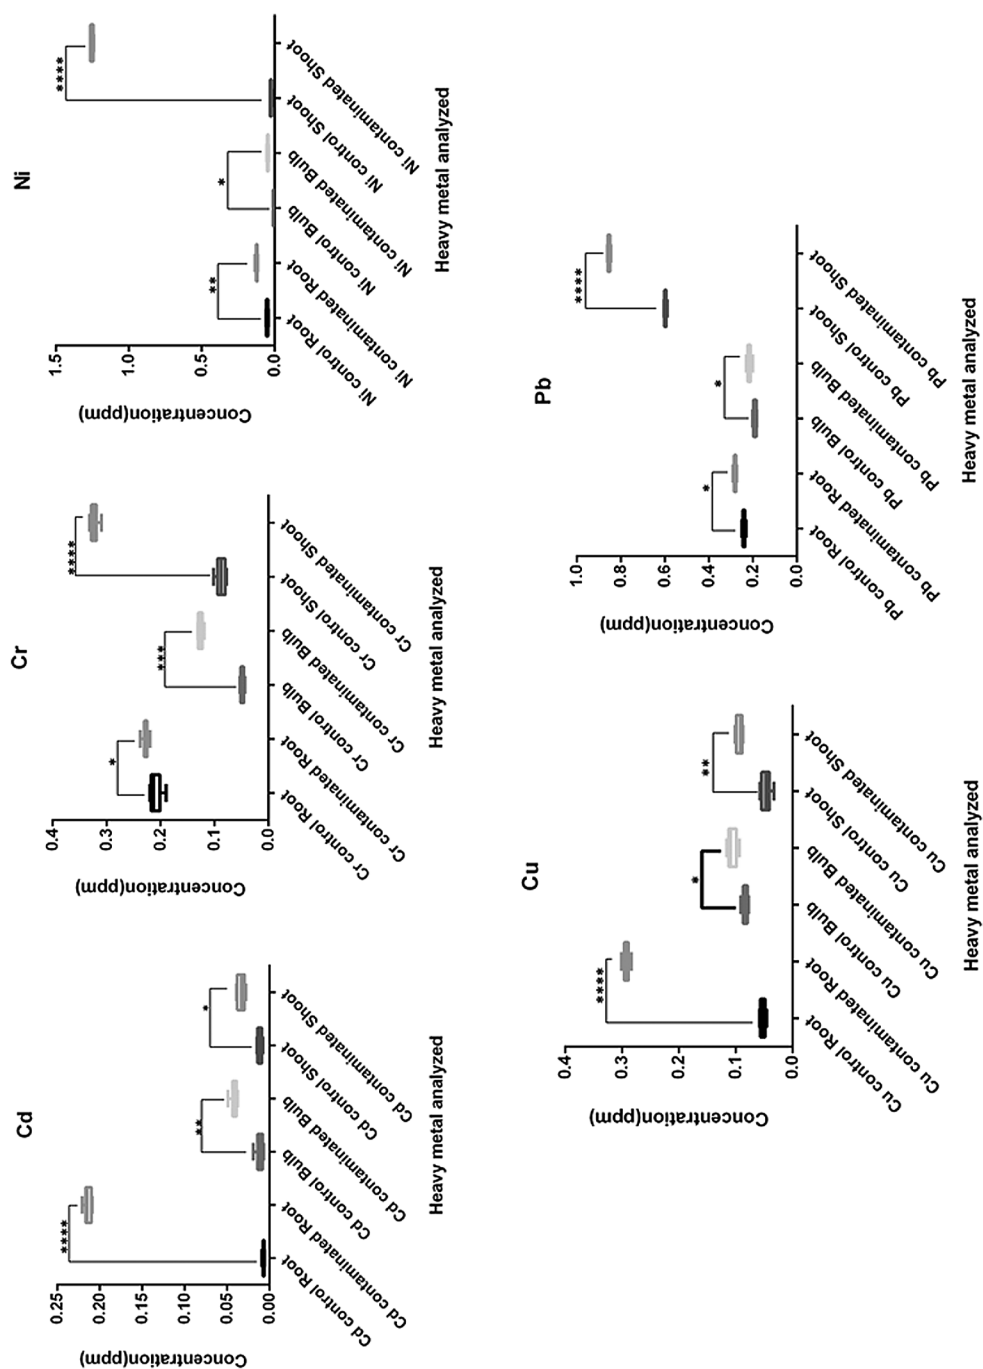 Cd
Concentration(ppm)
0.25
0.20
0.15
0.10
0.05
0.00
****
**
*
Cd control Root
Cd contaminated Root
Cd control Bulb
Cd contaminated Bulb
Cd control Shoot
Cd contaminated Shoot
Heavy metal analyzed
Cr
Concentration(ppm)
0.4
0.3
0.2
0.1
0.0
*
***
****
Cr control Root
Cr contaminated Root
Cr control Bulb
Cr contaminated Bulb
Cr control Shoot
Cr contaminated Shoot
Heavy metal analyzed
Ni
Concentration(ppm)
1.5
1.0
0.5
0.0
**
*
****
Ni control Root
Ni contaminated Root
Ni control Bulb
Ni contaminated Bulb
Ni control Shoot
Ni contaminated Shoot
Heavy metal analyzed
Cu
Concentration(ppm)
0.4
0.3
0.2
0.1
0.0
****
*
**
Cu control Root
Cu contaminated Root
Cu control Bulb
Cu contaminated Bulb
Cu control Shoot
Cu contaminated Shoot
Heavy metal analyzed
Pb
Concentration(ppm)
1.0
0.8
0.6
0.4
0.2
0.0
*
*
****
Pb control Root
Pb contaminated Root
Pb control Bulb
Pb contaminated Bulb
Pb control Shoot
Pb contaminated Shoot
Heavy metal analyzed